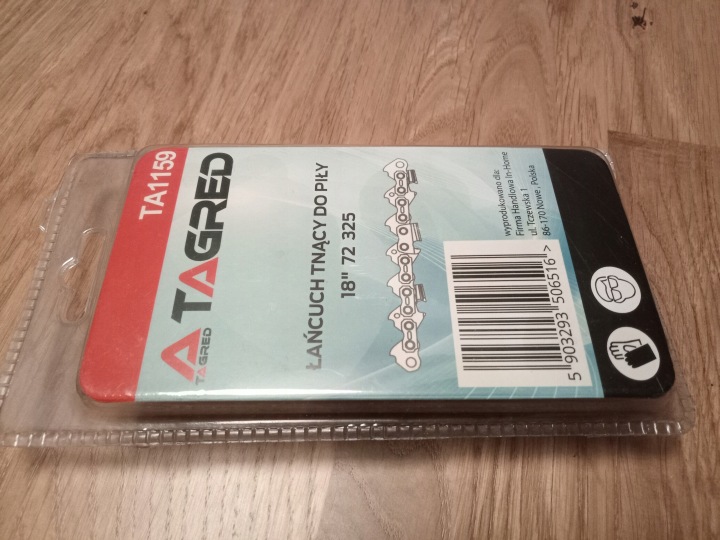 TA1159
TAGRED
TAGRED
ŁAŃCUCH TNĄCY DO PIŁY
18" 72 325
wyprodukowano dla:
Firma Handlowa In-Home
ul. Tczewska 1
86-170 Nowe, Polska
5 903293 506516 >